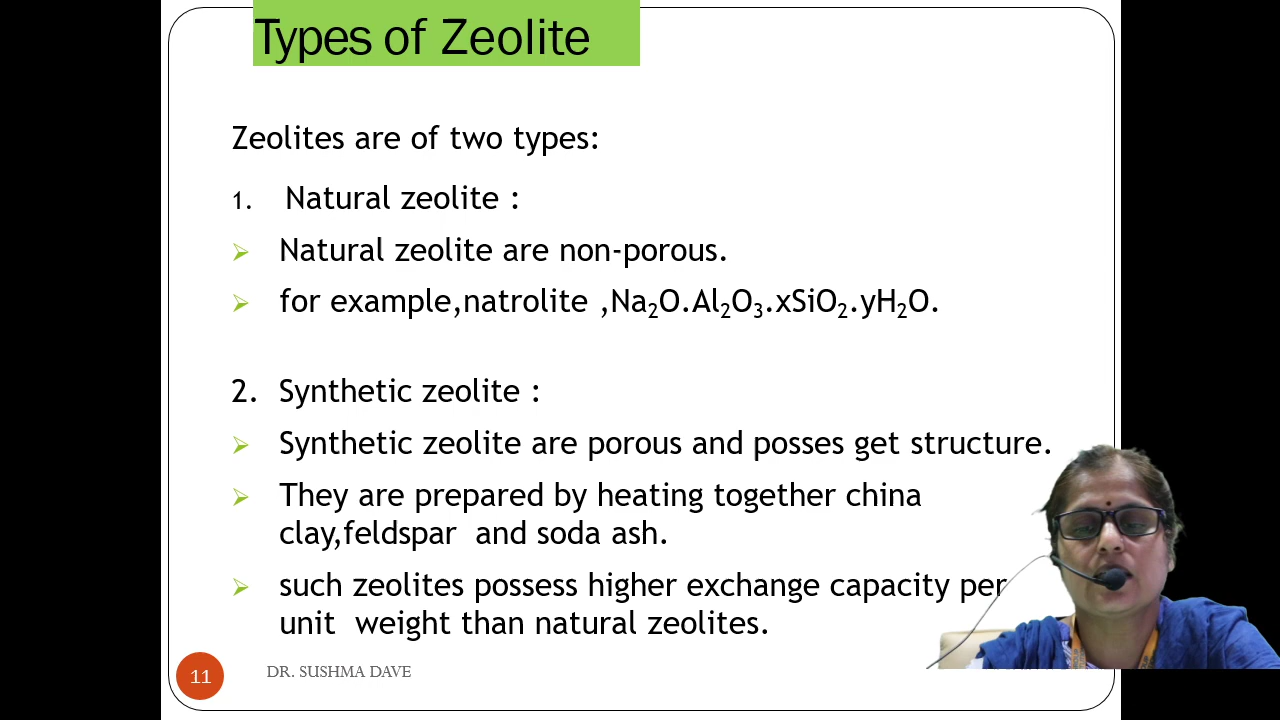 Types of Zeolite
Zeolites are of two types:
1. Natural zeolite :
Natural zeolite are non-porous.
for example,natrolite ,Na₂O.Al₂O₃.xSiO₂.yH₂O.
2. Synthetic zeolite :
Synthetic zeolite are porous and posses get structure.
They are prepared by heating together china
clay,feldspar and soda ash.
such zeolites possess higher exchange capacity per
unit weight than natural zeolites.
11 DR. SUSHMA DAVE